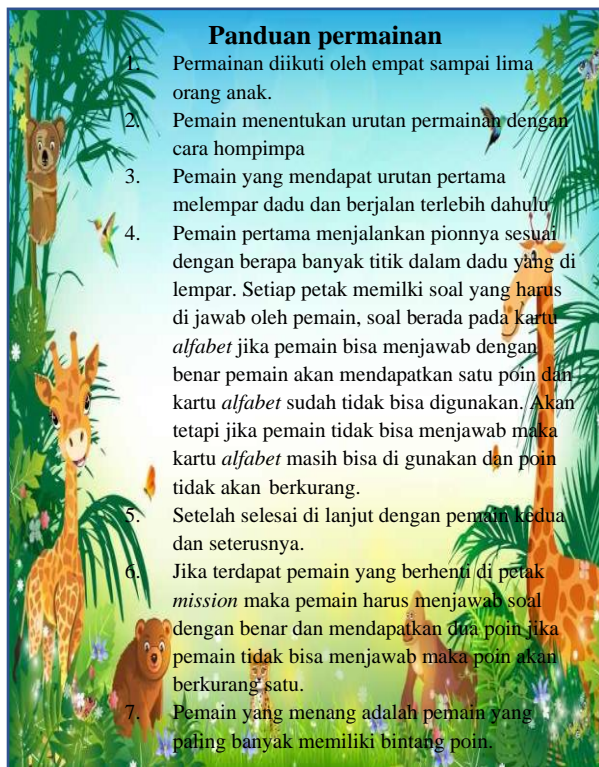 Panduan permainan
1. Permainan diikuti oleh empat sampai lima
orang anak.
2. Pemain menentukan urutan permainan dengan
cara hompimpa
3. Pemain yang mendapat urutan pertama
melempar dadu dan berjalan terlebih dahulu
4. Pemain pertama menjalankan pionnya sesuai
dengan berapa banyak titik dalam dadu yang di
lempar. Setiap petak memilki soal yang harus
di jawab oleh pemain, soal berada pada kartu
alfabet jika pemain bisa menjawab dengan
benar pemain akan mendapatkan satu poin dan
kartu alfabet sudah tidak bisa digunakan. Akan
tetapi jika pemain tidak bisa menjawab maka
kartu alfabet masih bisa di gunakan dan poin
tidak akan berkurang.
5. Setelah selesai di lanjut dengan pemain kedua
dan seterusnya.
6. Jika terdapat pemain yang berhenti di petak
mission maka pemain harus menjawab soal
dengan benar dan mendapatkan dua poin jika
pemain tidak bisa menjawab maka poin akan
berkurang satu.
7. Pemain yang menang adalah pemain yang
paling banyak memiliki bintang poin.